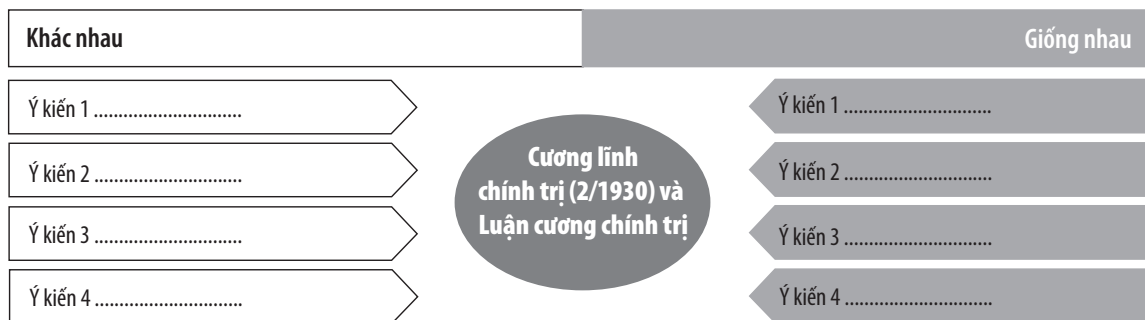 Khác nhau
Giống nhau
Ý kiến 1 .............................
Ý kiến 2 .............................
Ý kiến 3 .............................
Ý kiến 4 .............................
Cương lĩnh
chính trị (2/1930) và
Luận cương chính trị
Ý kiến 1 .............................
Ý kiến 2 .............................
Ý kiến 3 .............................
Ý kiến 4 .............................